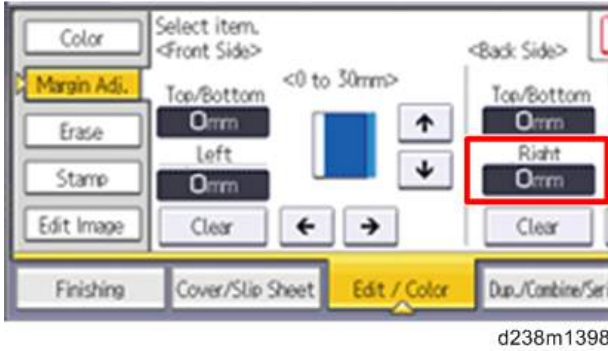 Color
Margin Adj.
Erase
Stamp
Edit Image
Select item.
<Front Side>
<0 to 30mm>
Top/Bottom
0mm
Left
0mm
Clear
<Back Side>
Top/Bottom
0mm
Right
0mm
Clear
Finishing
Cover/Slip Sheet
Edit / Color
Dup./Combine/Seri
d238m1398